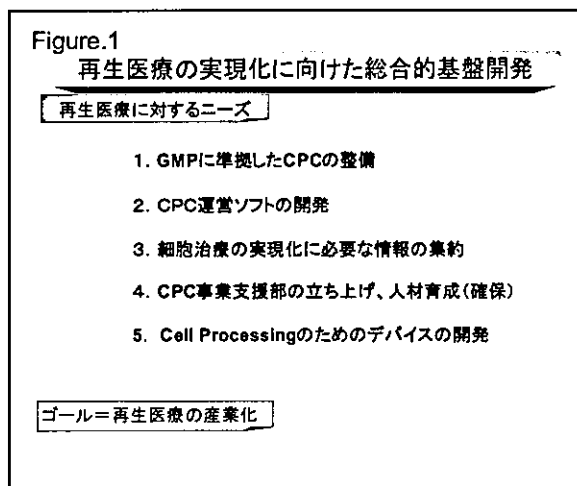 Figure.1
再生医療の実現化に向けた総合的基盤開発
再生医療に対するニーズ
1. GMPに準拠したCPCの整備
2. CPC運営ソフトの開発
3. 細胞治療の実現化に必要な情報の集約
4. CPC事業支援部の立ち上げ、人材育成(確保)
5. Cell Processingのためのデバイスの開発
ゴール=再生医療の産業化